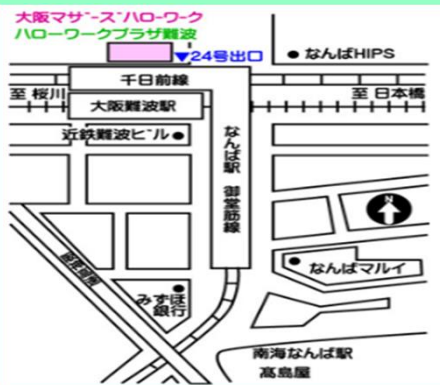 大阪マザーズハローワーク
ハローワークプラザ難波
▼24号出口
なんばHIPS
千日前線
至 桜川
至 日本橋
大阪難波駅
近鉄難波ビル
なんば駅 御堂筋線
N
なんばマルイ
みずほ
銀行
南海なんば駅
髙島屋